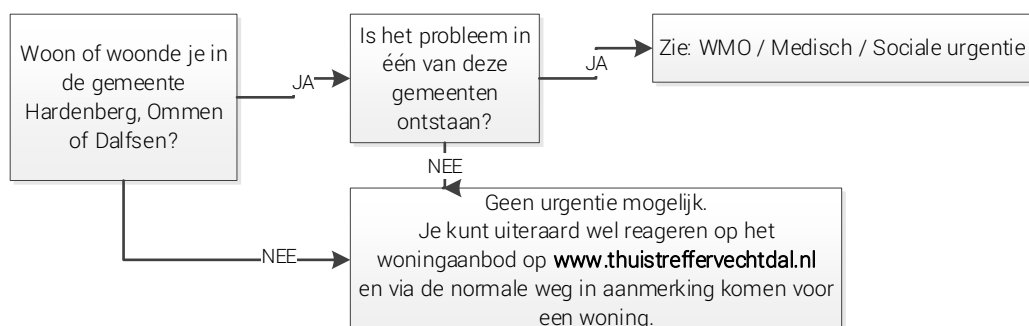 Woon of woonde je in
de gemeente
Hardenberg, Ommen
of Dalfsen?
JA
Is het probleem in
één van deze
gemeenten
ontstaan?
JA
Zie: WMO / Medisch / Sociale urgentie
NEE
NEE
Geen urgentie mogelijk.
Je kunt uiteraard wel reageren op het
woningaanbod op www.thuistreffervechtdal.nl
en via de normale weg in aanmerking komen voor
een woning.